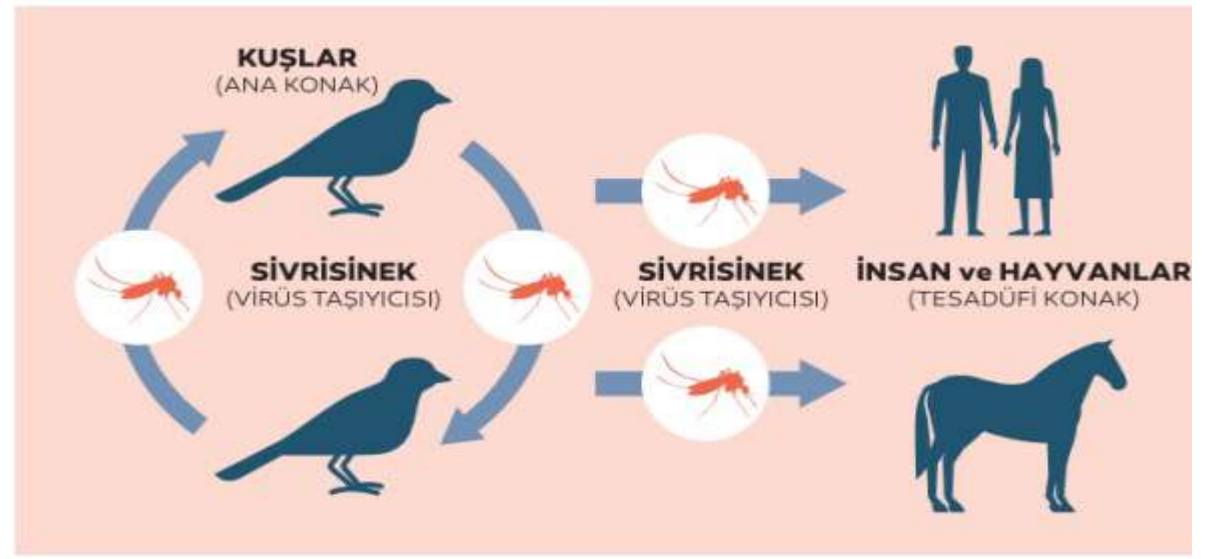 KUŞLAR
(ANA KONAK)
SİVRİSİNEK
(VİRÜS TAŞIYICISI)
SİVRİSİNEK
(VİRÜS TAŞIYICISI)
İNSAN ve HAYVANLAR
(TESADÜFİ KONAK)